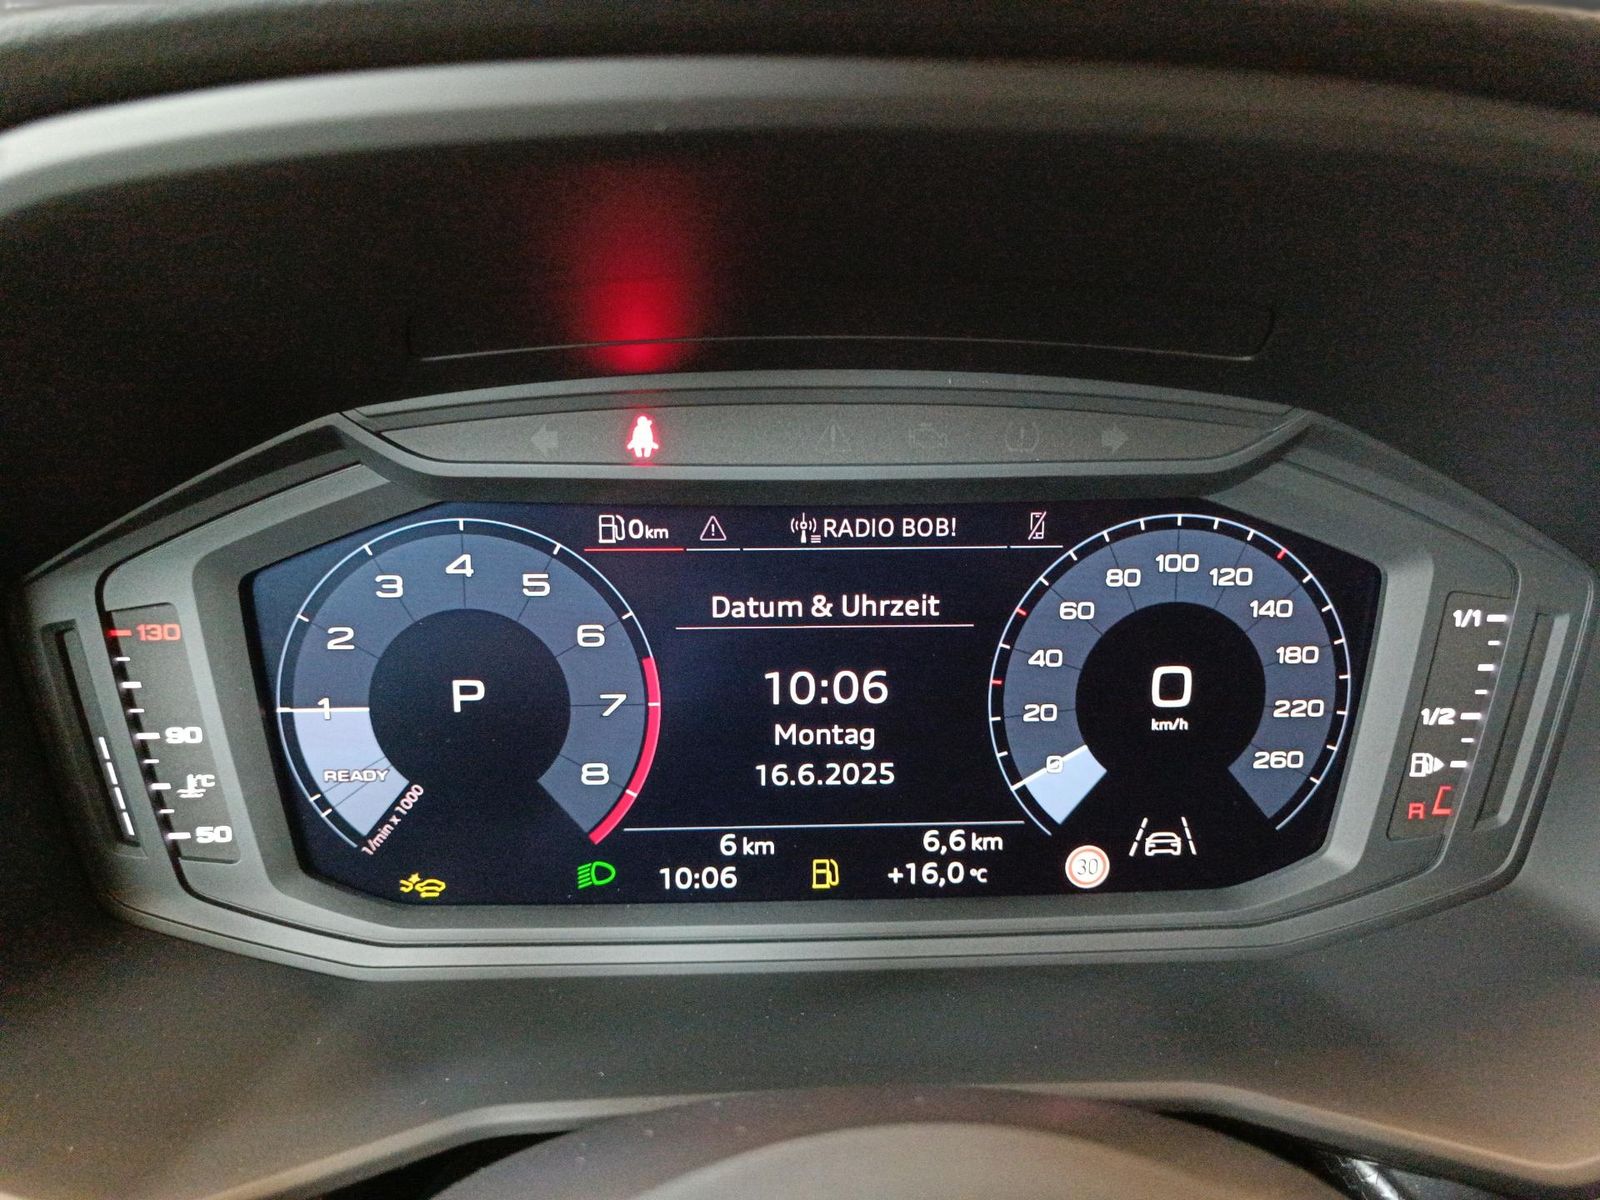 0 km
RADIO BOB!
Datum & Uhrzeit
10:06
Montag
16.6.2025
6 km
6,6 km
10:06
+16,0 °C
1
2
3
4
5
6
7
8
READY
1/min x 1000
P
0
20
40
60
80
100
120
140
180
220
260
0
km/h
30
130
90
°C
50
1/1
1/2
R